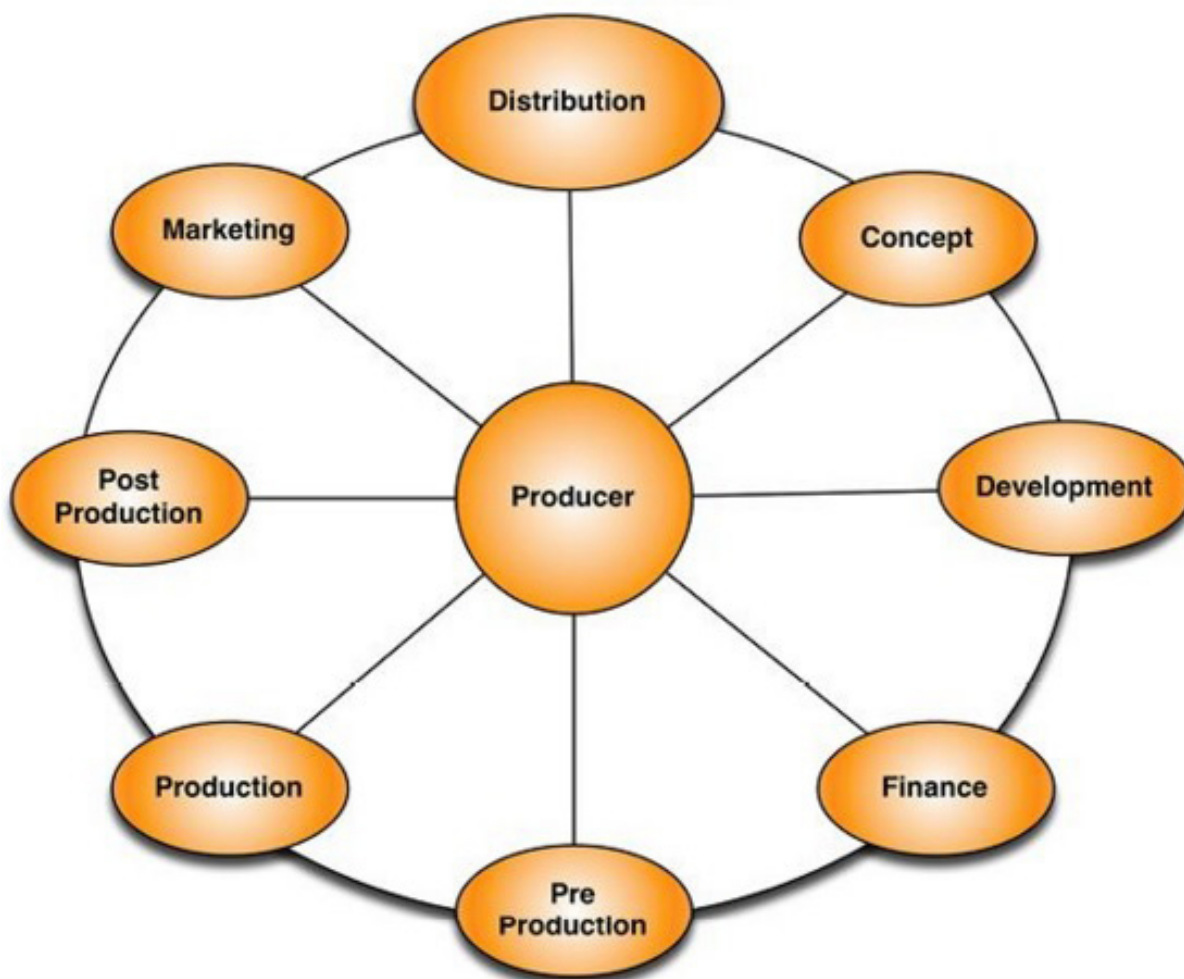 Distribution
Marketing
Concept
Post
Production
Producer
Development
Production
Finance
Pre
Production